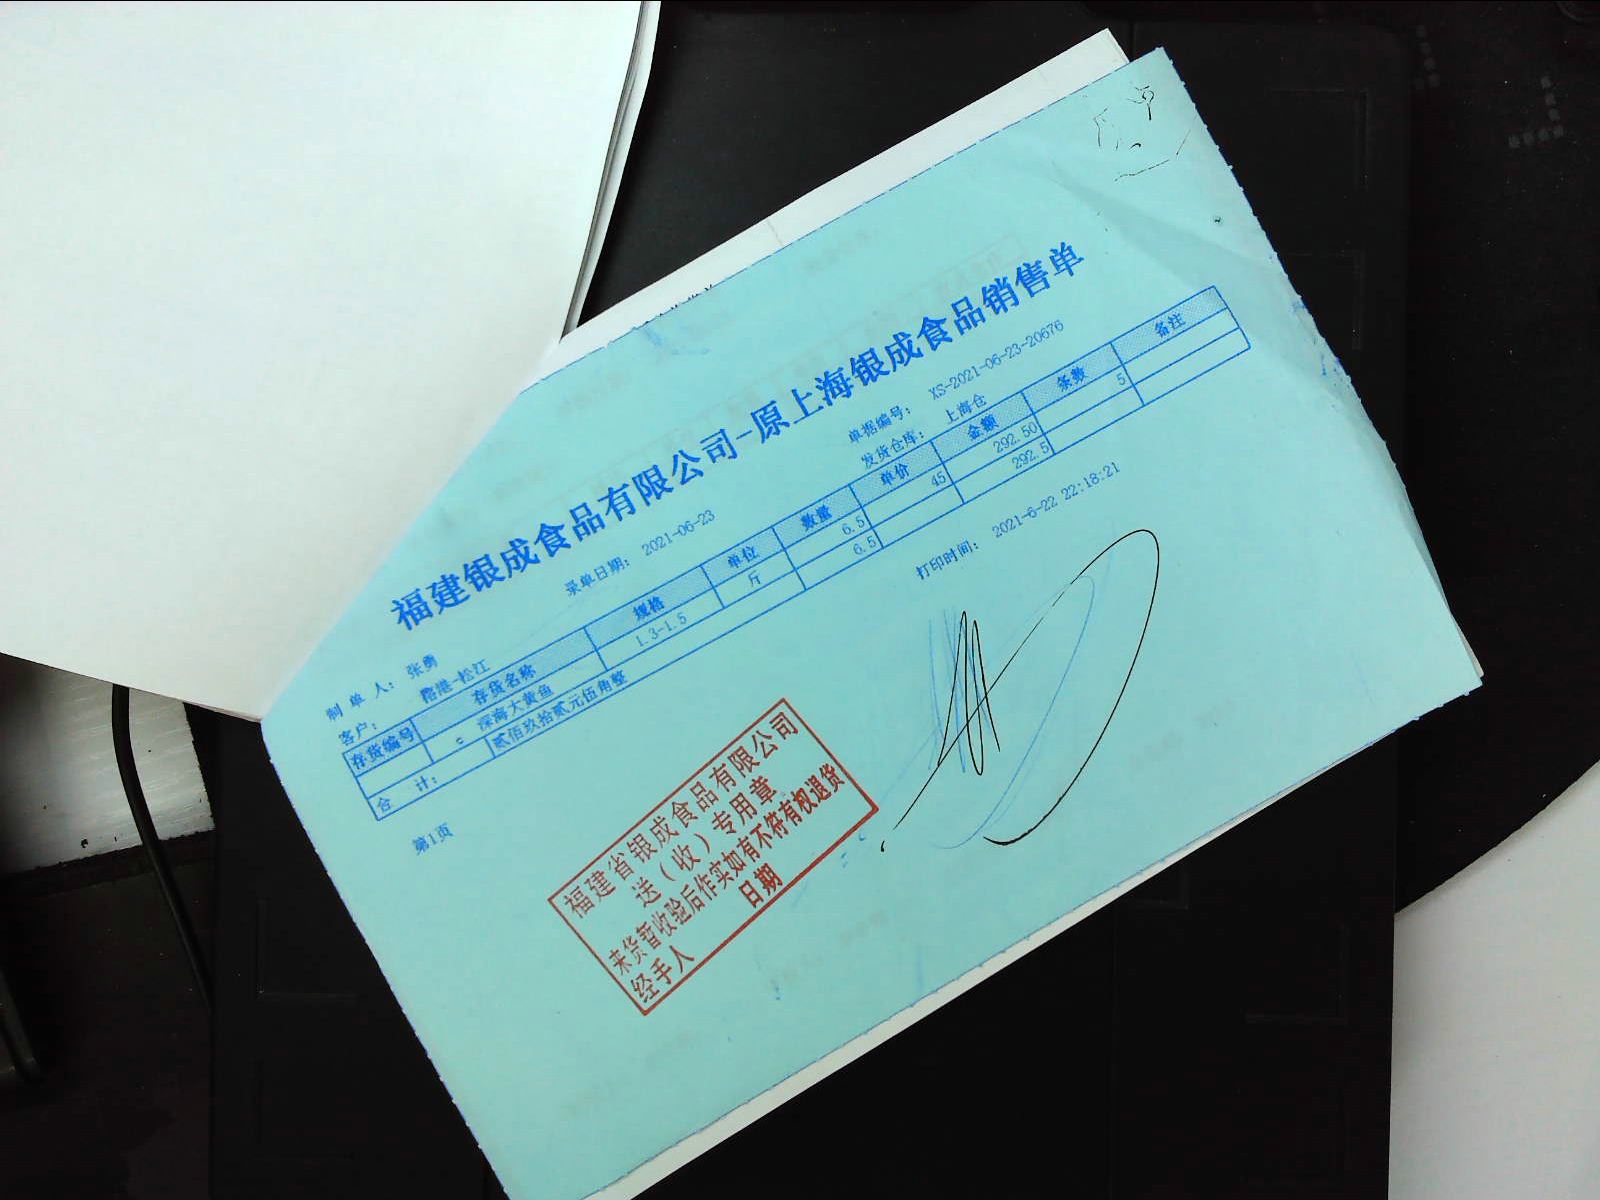 福建银成食品有限公司-原上海银成食品销售单
制 单 人: 张勇 录单日期: 2021-06-23 单据编号: XS-2021-06-23-20676
客户: 榕港-松江 发货仓库: 上海仓
存货编号 存货名称 规格 单位 数量 单价 金额 条数 备注
c 深海大黄鱼 1.3-1.5 斤 6.5 45 292.50 5
合 计: 贰佰玖拾贰元伍角整 6.5 292.5
第1页 打印时间: 2021-6-22 22:18:21
福建省银成食品有限公司
送(收)专用章
来货暂收验后作实如有不符有权退货
经手人 日期